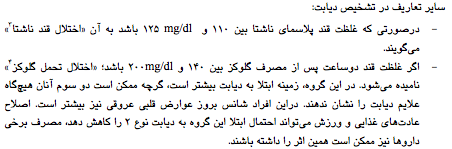 سایر تعاریف در تشخیص دیابت:
- درصورتی که غلظت قند پلاسمای ناشتا بین ۱۱۰ و ۱۲۵ mg/dl باشد به آن «اختلال قند ناشتا۳» می‌گویند.
- اگر غلظت قند دوساعت پس از مصرف گلوکز بین ۱۴۰ و ۲۰۰mg/dl باشد؛ «اختلال تحمل گلوکز۴»
نامیده می‌شود. در این گروه، زمینه ابتلا به دیابت بیشتر است، گرچه ممکن است دو سوم آنان هیچگاه
علایم دیابت را نشان ندهند. دراین افراد شانس بروز عوارض قلبی عروقی نیز بیشتر است. اصلاح
عادت‌های غذایی و ورزش می‌تواند احتمال ابتلا این گروه به دیابت نوع ۲ را کاهش دهد، مصرف برخی
داروها نیز ممکن است همین اثر را داشته باشند.